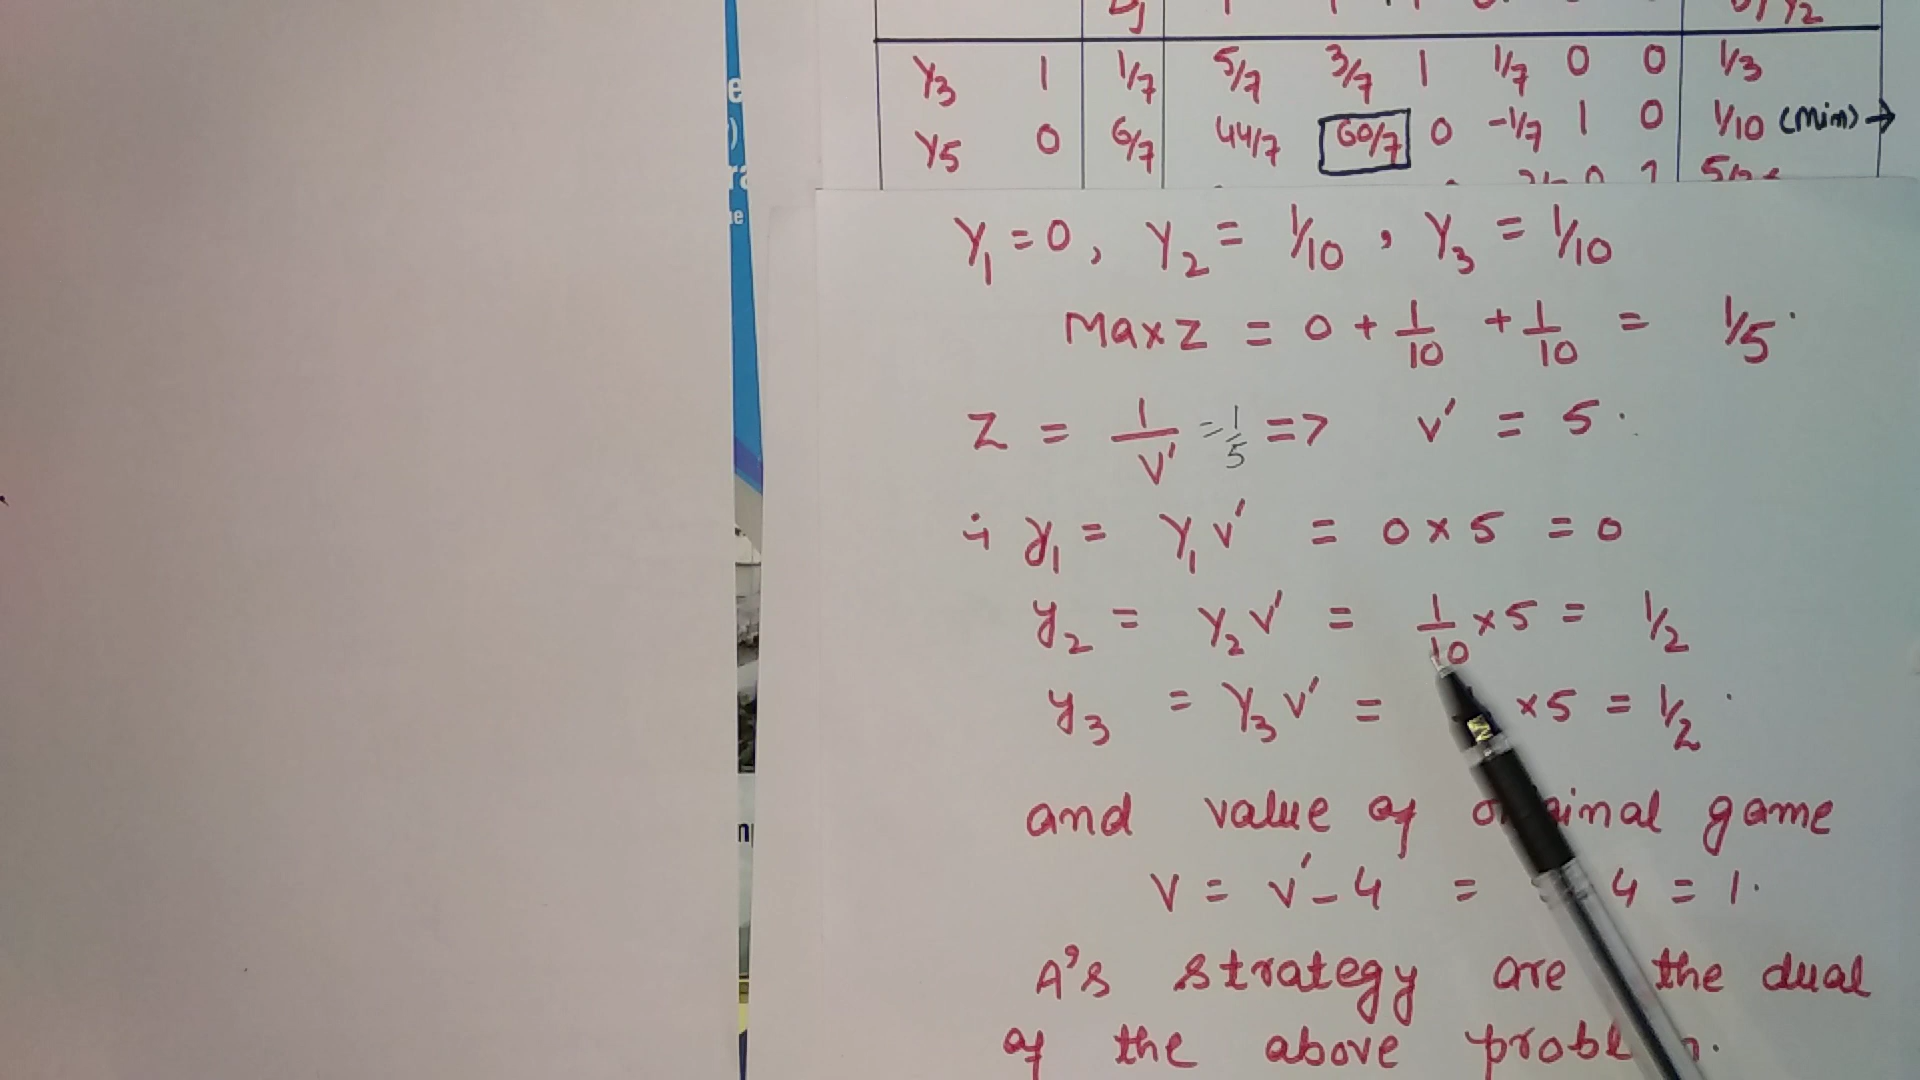 Y3 1 1/7 5/7 3/7 1 1/7 0 0 1/3
Y5 0 6/7 44/7 60/7 0 -1/7 1 0 1/10 (Min) →
Y1 = 0, Y2 = 1/10, Y3 = 1/10
Max Z = 0 + 1/10 + 1/10 = 1/5.
Z = 1/V' = 1/5 => V' = 5.
∴ y1 = Y1 V' = 0 × 5 = 0
y2 = Y2 V' = 1/10 × 5 = 1/2
y3 = Y3 V' = × 5 = 1/2.
and value of original game
V = V' - 4 = 4 = 1.
A's strategy are the dual
of the above problem.